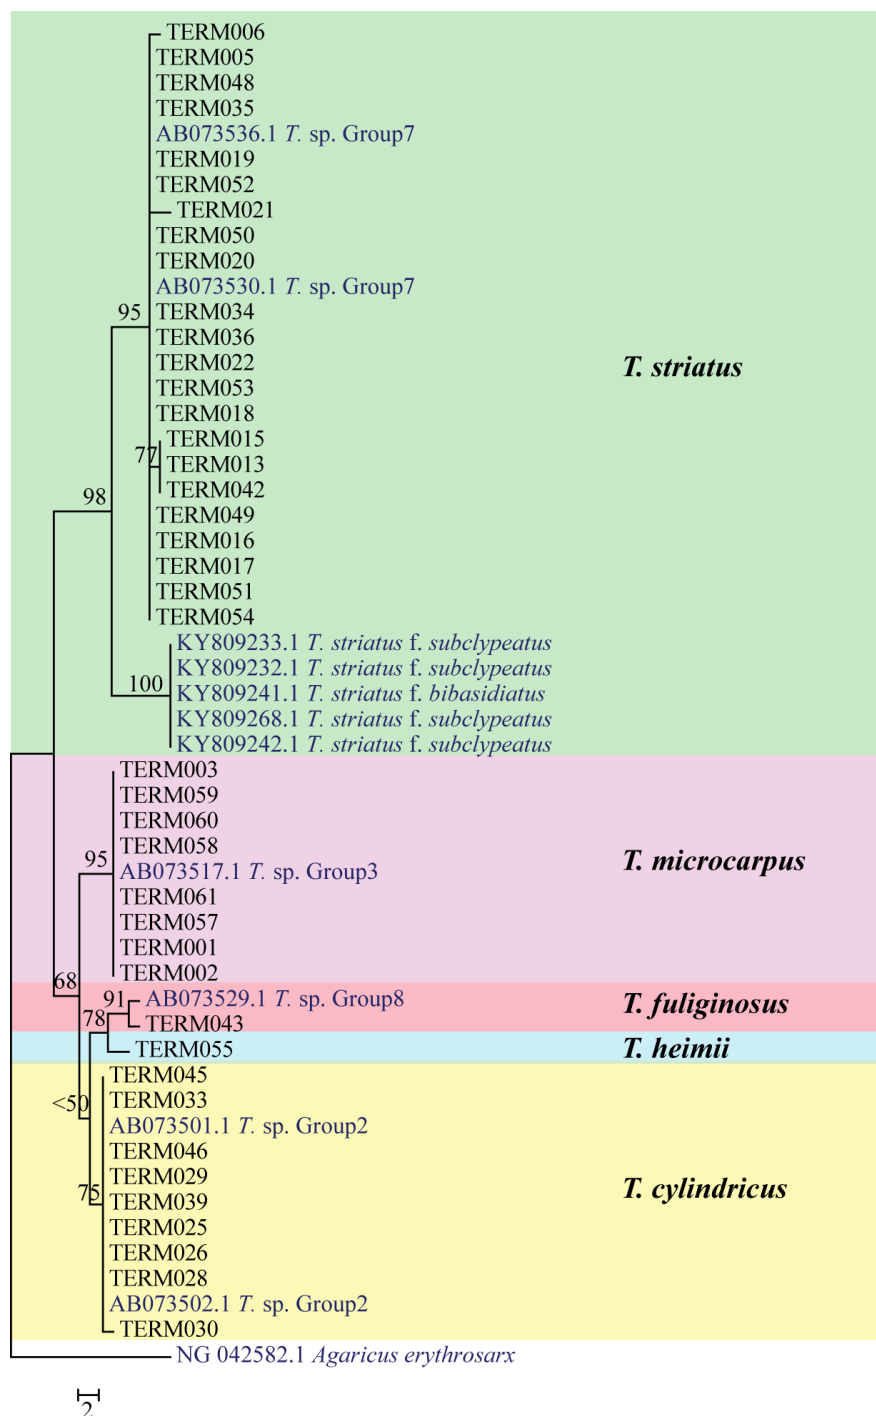 TERM006
TERM005
TERM048
TERM035
AB073536.1 T. sp. Group7
TERM019
TERM052
TERM021
TERM050
TERM020
AB073530.1 T. sp. Group7
95
TERM034
TERM036
TERM022
T. striatus
TERM053
TERM018
TERM015
77
TERM013
TERM042
98
TERM049
TERM016
TERM017
TERM051
TERM054
KY809233.1 T. striatus f. subclypeatus
KY809232.1 T. striatus f. subclypeatus
100
KY809241.1 T. striatus f. bibasidiatus
KY809268.1 T. striatus f. subclypeatus
KY809242.1 T. striatus f. subclypeatus
TERM003
TERM059
TERM060
TERM058
95
T. microcarpus
AB073517.1 T. sp. Group3
TERM061
TERM057
TERM001
TERM002
68
91
AB073529.1 T. sp. Group8
T. fuliginosus
78
TERM043
TERM055
T. heimii
TERM045
TERM033
<50
AB073501.1 T. sp. Group2
TERM046
TERM029
T. cylindricus
75
TERM039
TERM025
TERM026
TERM028
AB073502.1 T. sp. Group2
TERM030
NG 042582.1 Agaricus erythrosarx
2